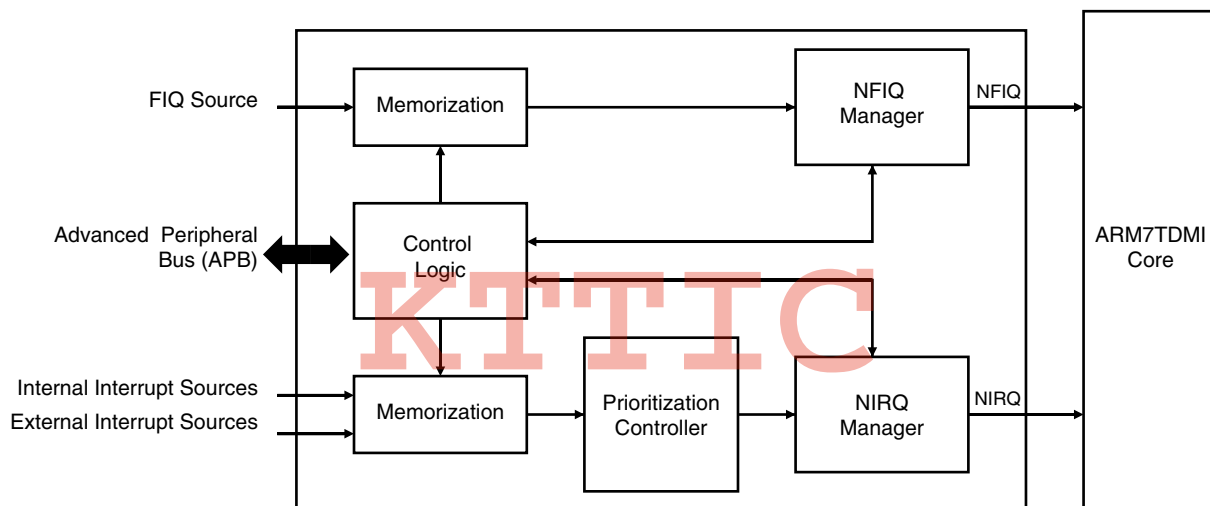 FIQ Source
Memorization
NFIQ
Manager
NFIQ
Advanced Peripheral
Bus (APB)
Control
Logic
ARM7TDMI
Core
KTTIC
Internal Interrupt Sources
External Interrupt Sources
Memorization
Prioritization
Controller
NIRQ
Manager
NIRQ